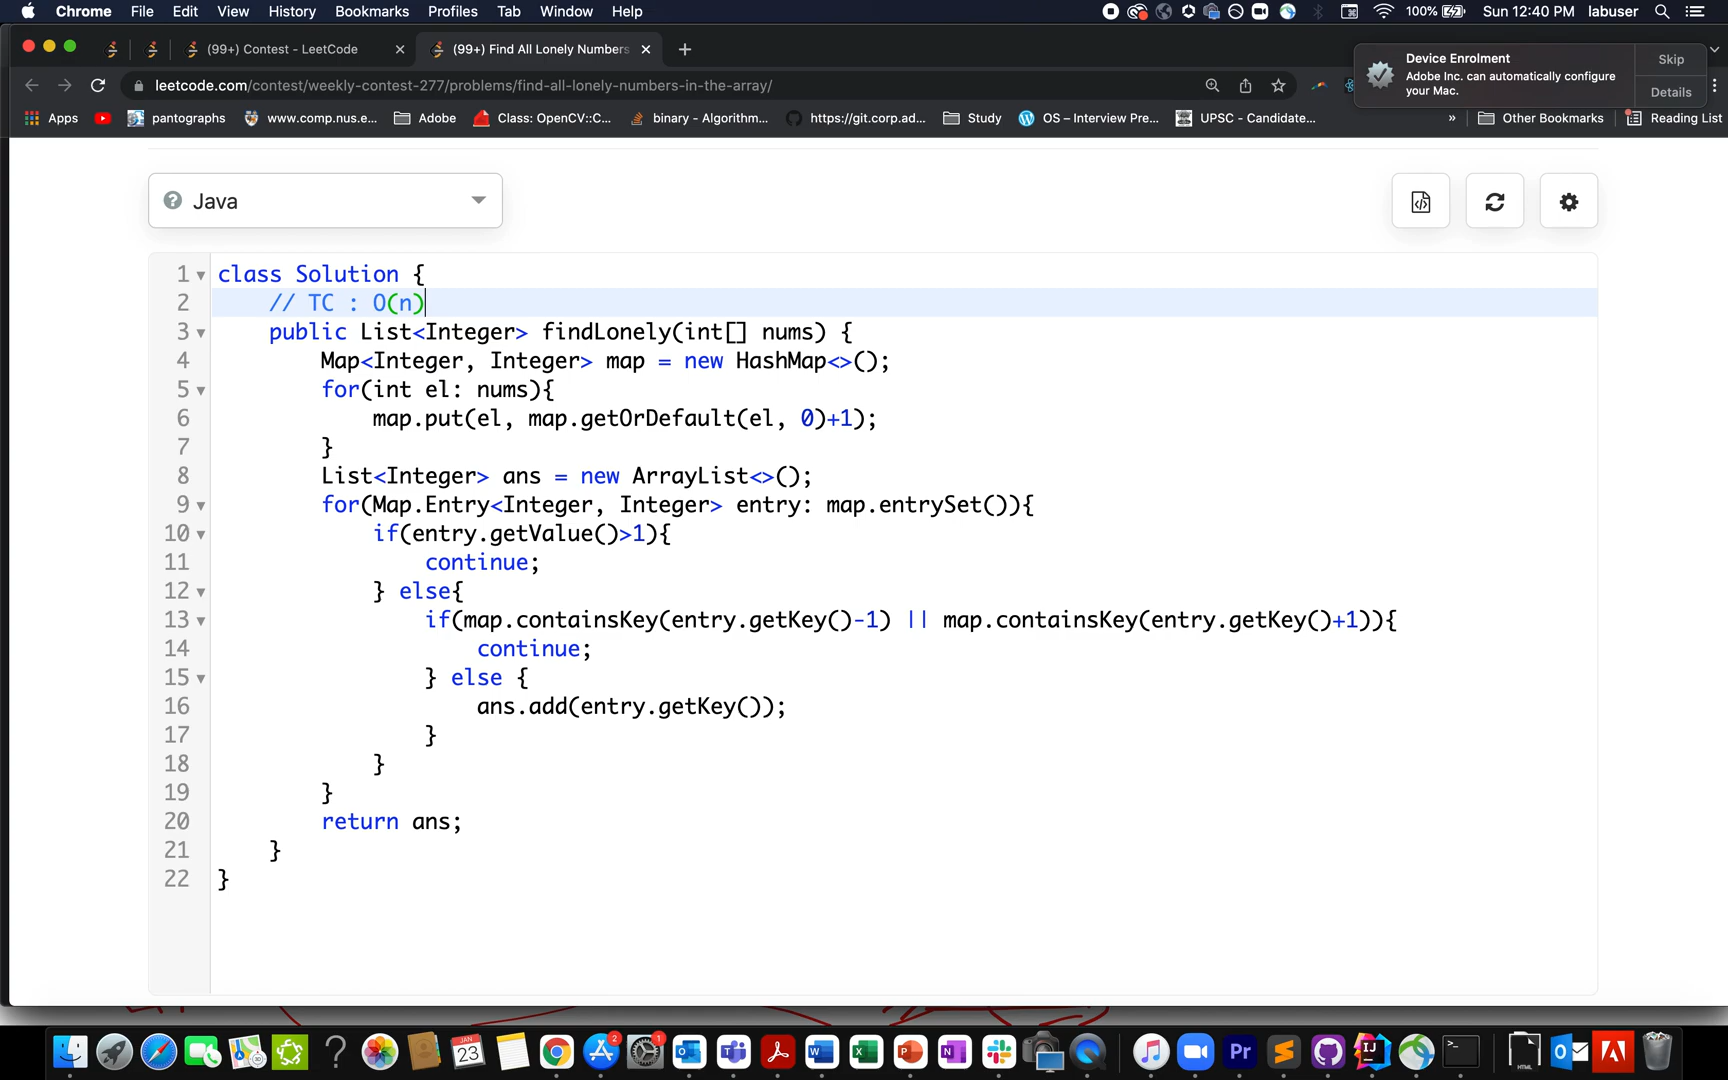 Chrome File Edit View History Bookmarks Profiles Tab Window Help 100% Sun 12:40 PM labuser
(99+) Contest - LeetCode (99+) Find All Lonely Numbers
Device Enrolment
Adobe Inc. can automatically configure
your Mac.
Skip
Details
leetcode.com/contest/weekly-contest-277/problems/find-all-lonely-numbers-in-the-array/
Apps pantographs www.comp.nus.e... Adobe Class: OpenCV::C... binary - Algorithm... https://git.corp.ad... Study OS – Interview Pre... UPSC - Candidate... » Other Bookmarks Reading List
Java
1 class Solution {
2 // TC : O(n)
3 public List<Integer> findLonely(int[] nums) {
4 Map<Integer, Integer> map = new HashMap<>();
5 for(int el: nums){
6 map.put(el, map.getOrDefault(el, 0)+1);
7 }
8 List<Integer> ans = new ArrayList<>();
9 for(Map.Entry<Integer, Integer> entry: map.entrySet()){
10 if(entry.getValue()>1){
11 continue;
12 } else{
13 if(map.containsKey(entry.getKey()-1) || map.containsKey(entry.getKey()+1)){
14 continue;
15 } else {
16 ans.add(entry.getKey());
17 }
18 }
19 }
20 return ans;
21 }
22 }